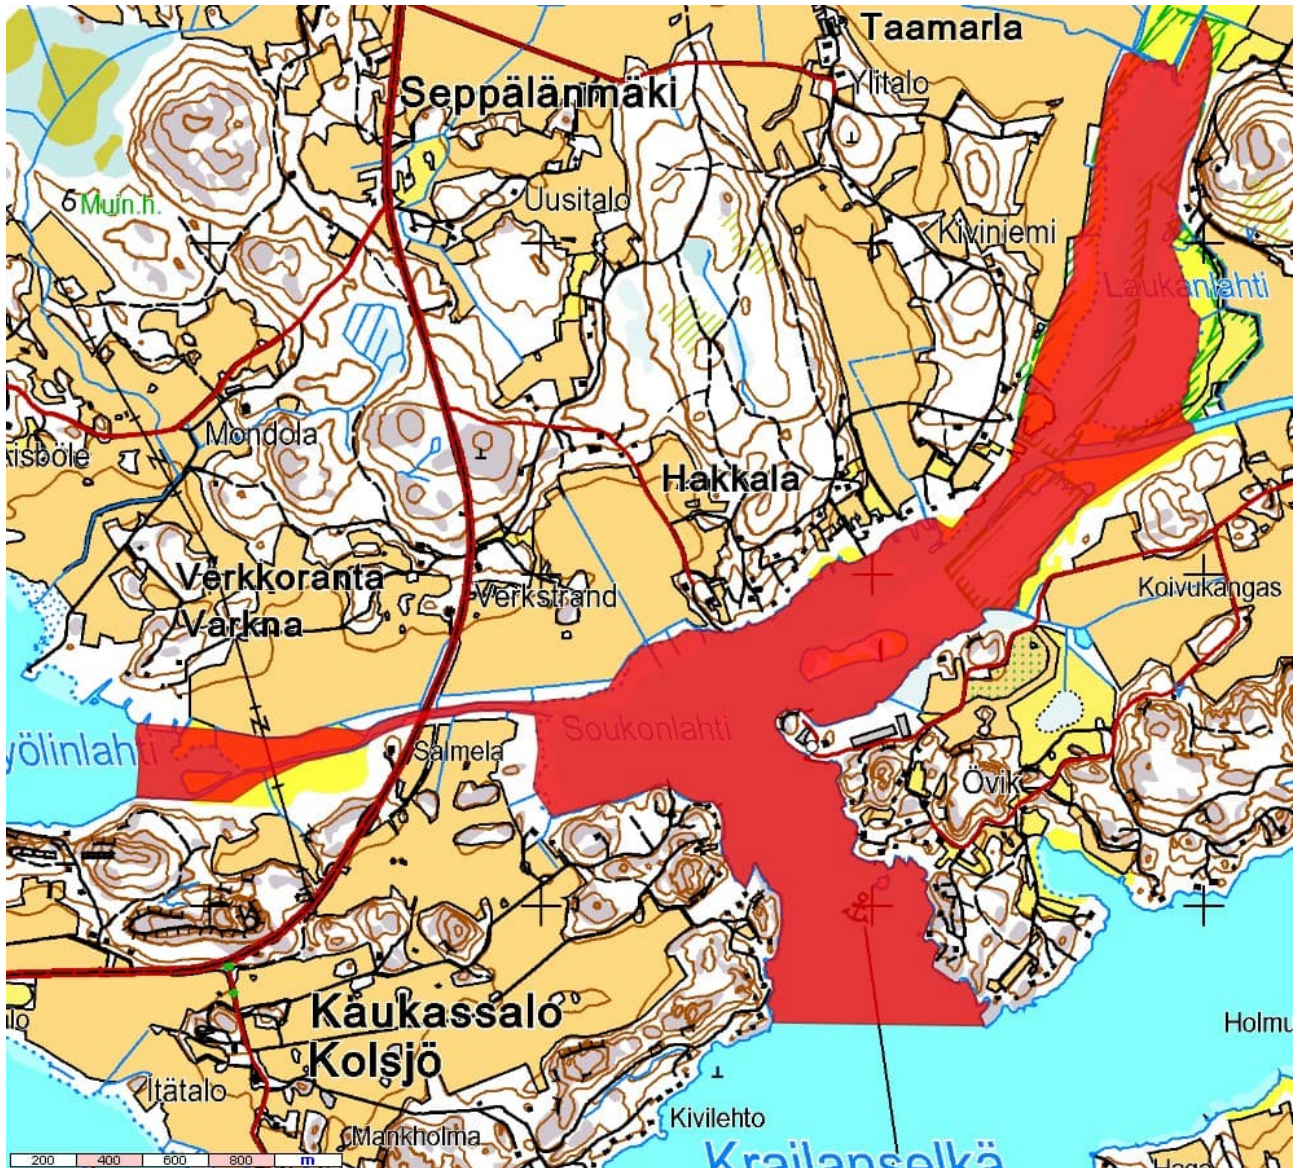 Taamarla
Ylitalo
Seppälänmäki
Muin.h.
Uusitalo
Kiviniemi
Laukanlahti
Mondola
Hakkala
Verkkoranta
Varkna
Verkstrand
Koivukangas
Soukonlahti
Salmela
Övik
Kaukassalo
Kolsjö
Itätalo
Mankholma
Kivilehto
Krailanselkä
200 400 600 800 m